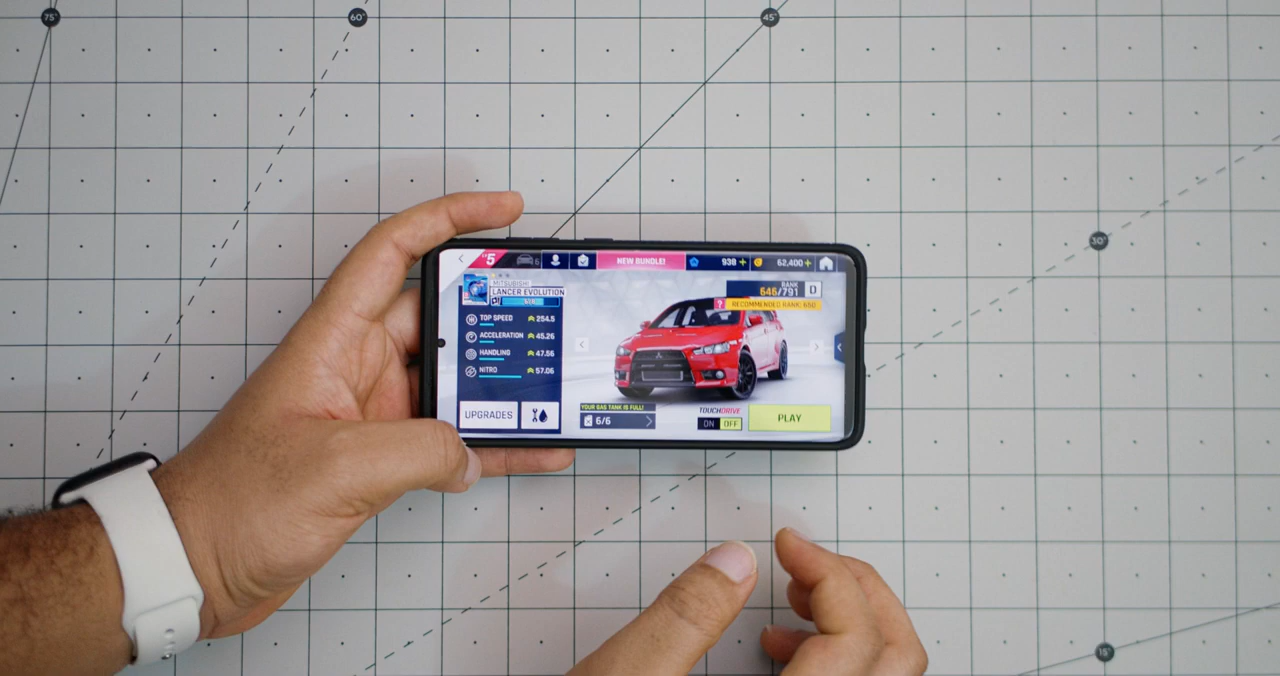 75°
60°
45°
30°
15°
5
6
NEW BUNDLE!
938 +
62,400 +
MITSUBISHI
LANCER EVOLUTION
TOP SPEED 254.5
ACCELERATION 45.26
HANDLING 47.56
NITRO 57.06
UPGRADES
RANK
646/791
D
? RECOMMENDED RANK: 650
YOUR GAS TANK IS FULL!
6/6
TOUCHDRIVE
ON OFF
PLAY